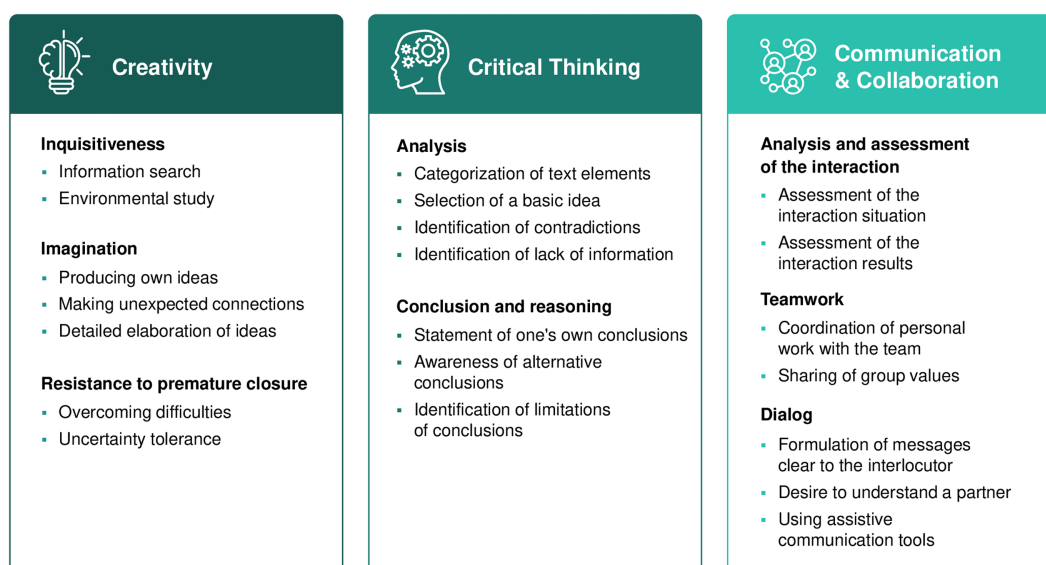 Creativity
Inquisitiveness
▪ Information search
▪ Environmental study
Imagination
▪ Producing own ideas
▪ Making unexpected connections
▪ Detailed elaboration of ideas
Resistance to premature closure
▪ Overcoming difficulties
▪ Uncertainty tolerance
Critical Thinking
Analysis
▪ Categorization of text elements
▪ Selection of a basic idea
▪ Identification of contradictions
▪ Identification of lack of information
Conclusion and reasoning
▪ Statement of one's own conclusions
▪ Awareness of alternative
conclusions
▪ Identification of limitations
of conclusions
Communication
& Collaboration
Analysis and assessment
of the interaction
▪ Assessment of the
interaction situation
▪ Assessment of the
interaction results
Teamwork
▪ Coordination of personal
work with the team
▪ Sharing of group values
Dialog
▪ Formulation of messages
clear to the interlocutor
▪ Desire to understand a partner
▪ Using assistive
communication tools